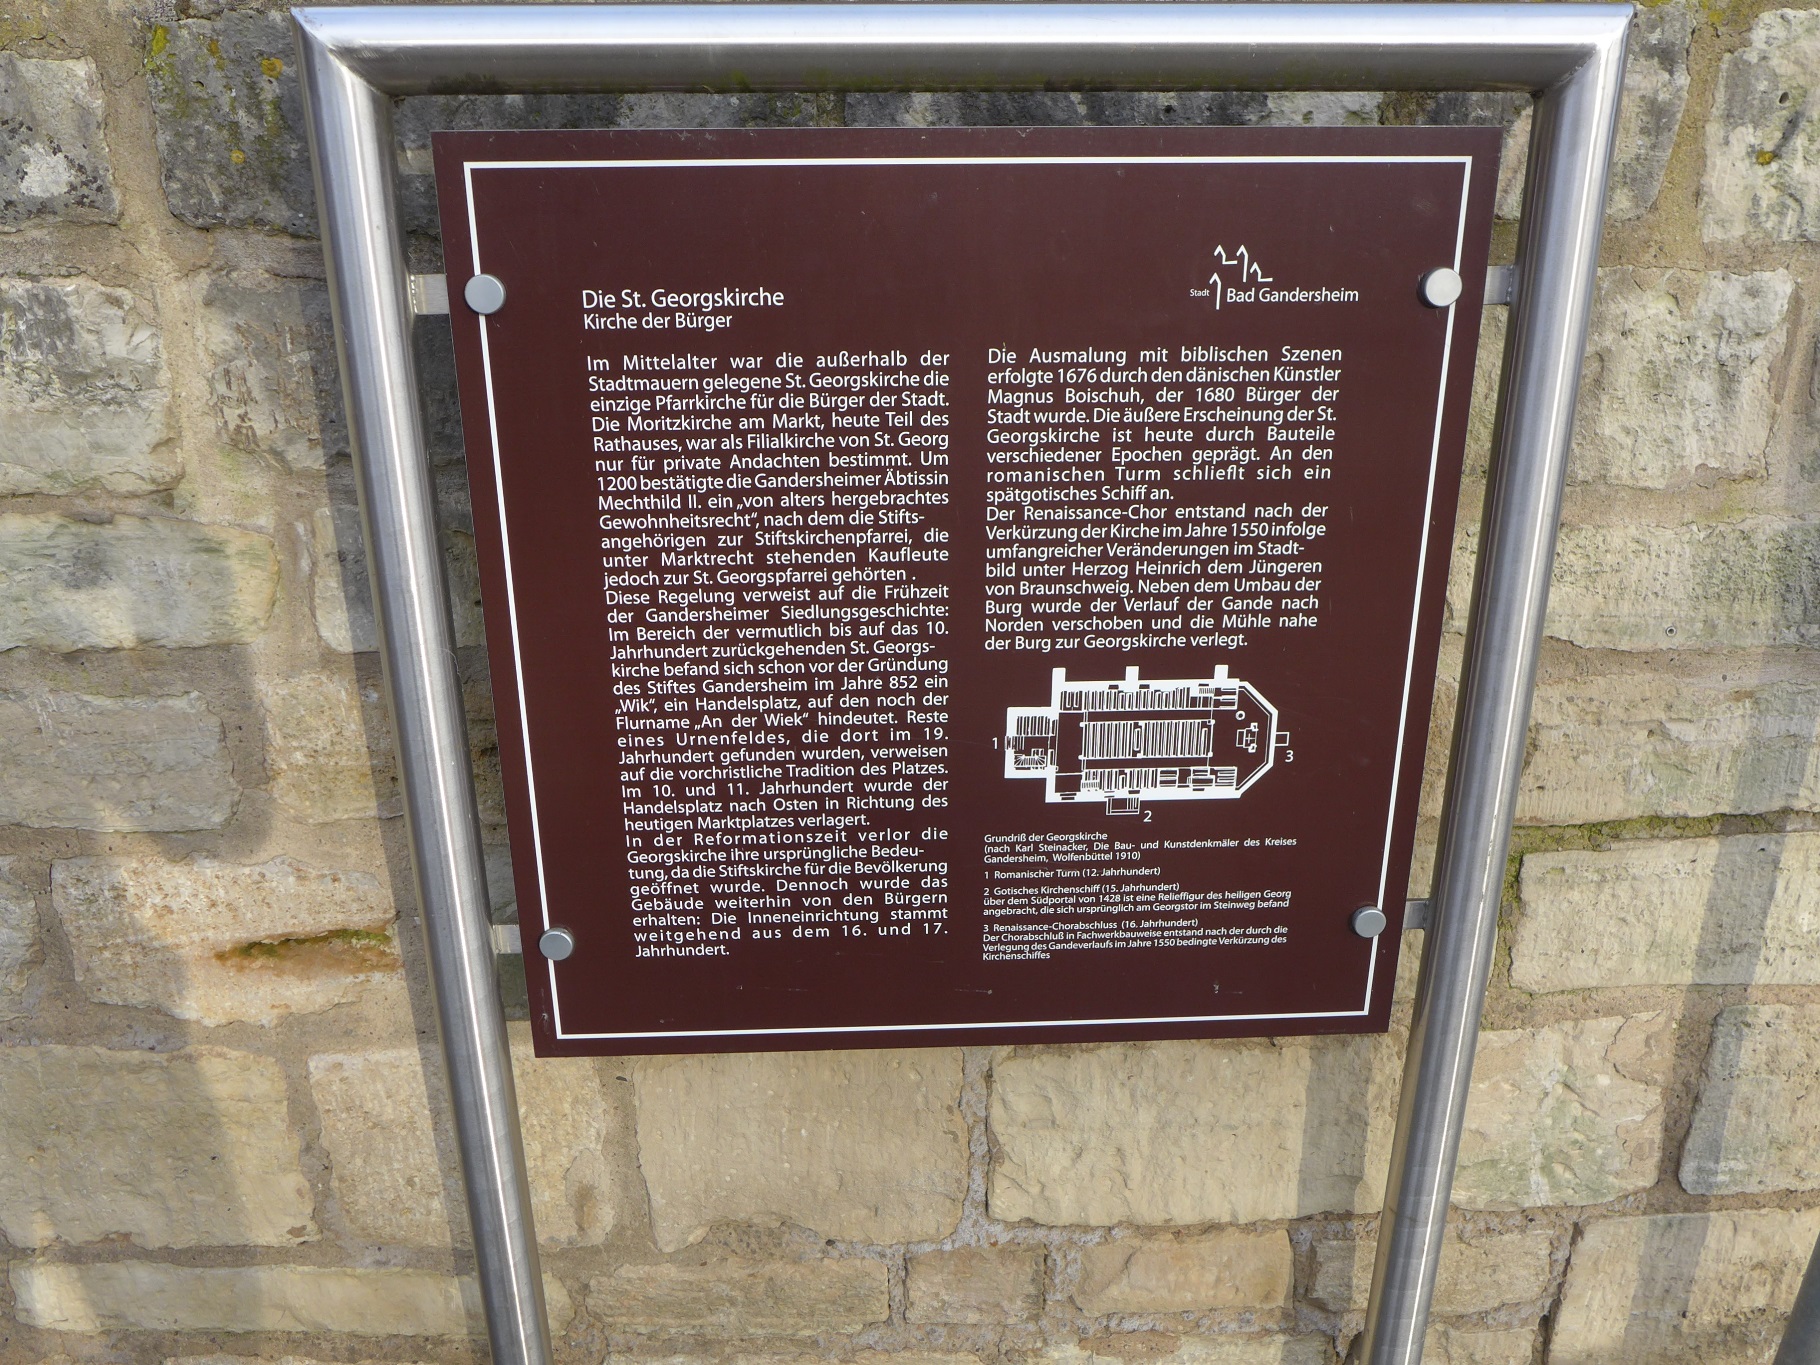 Die St. Georgskirche
Kirche der Bürger
Stadt Bad Gandersheim
Im Mittelalter war die außerhalb der
Stadtmauern gelegene St. Georgskirche die
einzige Pfarrkirche für die Bürger der Stadt.
Die Moritzkirche am Markt, heute Teil des
Rathauses, war als Filialkirche von St. Georg
nur für private Andachten bestimmt. Um
1200 bestätigte die Gandersheimer Äbtissin
Mechthild II. ein „von alters hergebrachtes
Gewohnheitsrecht“, nach dem die Stifts-
angehörigen zur Stiftskirchenpfarrei, die
unter Marktrecht stehenden Kaufleute
jedoch zur St. Georgspfarrei gehörten .
Diese Regelung verweist auf die Frühzeit
der Gandersheimer Siedlungsgeschichte:
Im Bereich der vermutlich bis auf das 10.
Jahrhundert zurückgehenden St. Georgs-
kirche befand sich schon vor der Gründung
des Stiftes Gandersheim im Jahre 852 ein
„Wik“, ein Handelsplatz, auf den noch der
Flurname „An der Wiek“ hindeutet. Reste
eines Urnenfeldes, die dort im 19.
Jahrhundert gefunden wurden, verweisen
auf die vorchristliche Tradition des Platzes.
Im 10. und 11. Jahrhundert wurde der
Handelsplatz nach Osten in Richtung des
heutigen Marktplatzes verlagert.
In der Reformationszeit verlor die
Georgskirche ihre ursprüngliche Bedeu-
tung, da die Stiftskirche für die Bevölkerung
geöffnet wurde. Dennoch wurde das
Gebäude weiterhin von den Bürgern
erhalten: Die Inneneinrichtung stammt
weitgehend aus dem 16. und 17.
Jahrhundert.
Die Ausmalung mit biblischen Szenen
erfolgte 1676 durch den dänischen Künstler
Magnus Boischuh, der 1680 Bürger der
Stadt wurde. Die äußere Erscheinung der St.
Georgskirche ist heute durch Bauteile
verschiedener Epochen geprägt. An den
romanischen Turm schließt sich ein
spätgotisches Schiff an.
Der Renaissance-Chor entstand nach der
Verkürzung der Kirche im Jahre 1550 infolge
umfangreicher Veränderungen im Stadt-
bild unter Herzog Heinrich dem Jüngeren
von Braunschweig. Neben dem Umbau der
Burg wurde der Verlauf der Gande nach
Norden verschoben und die Mühle nahe
der Burg zur Georgskirche verlegt.
1
3
2
Grundriß der Georgskirche
(nach Karl Steinacker, Die Bau- und Kunstdenkmäler des Kreises
Gandersheim, Wolfenbüttel 1910)
1 Romanischer Turm (12. Jahrhundert)
2 Gotisches Kirchenschiff (15. Jahrhundert)
über dem Südportal von 1428 ist eine Relieffigur des heiligen Georg
angebracht, die sich ursprünglich am Georgstor im Steinweg befand
3 Renaissance-Chorabschluss (16. Jahrhundert)
Der Chorabschluß in Fachwerkbauweise entstand nach der durch die
Verlegung des Gandeverlaufs im Jahre 1550 bedingte Verkürzung des
Kirchenschiffes